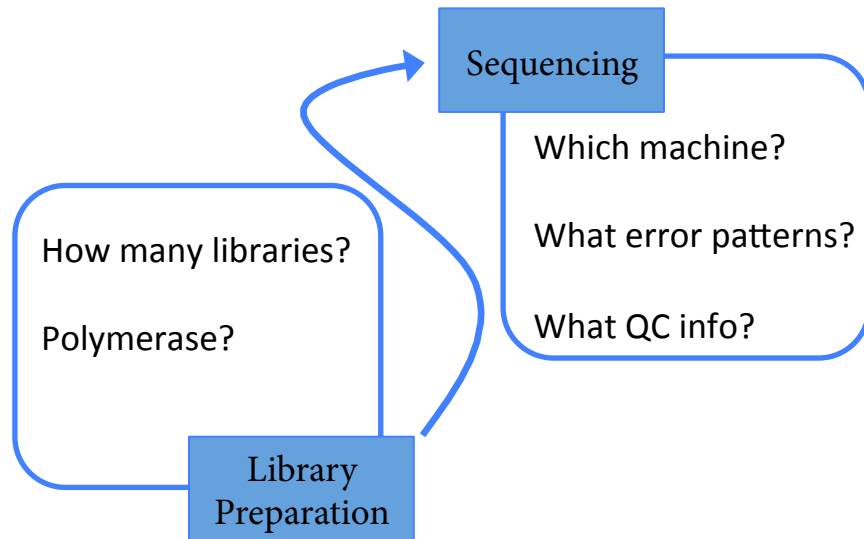 Sequencing
Which machine?
What error patterns?
What QC info?
How many libraries?
Polymerase?
Library
Preparation